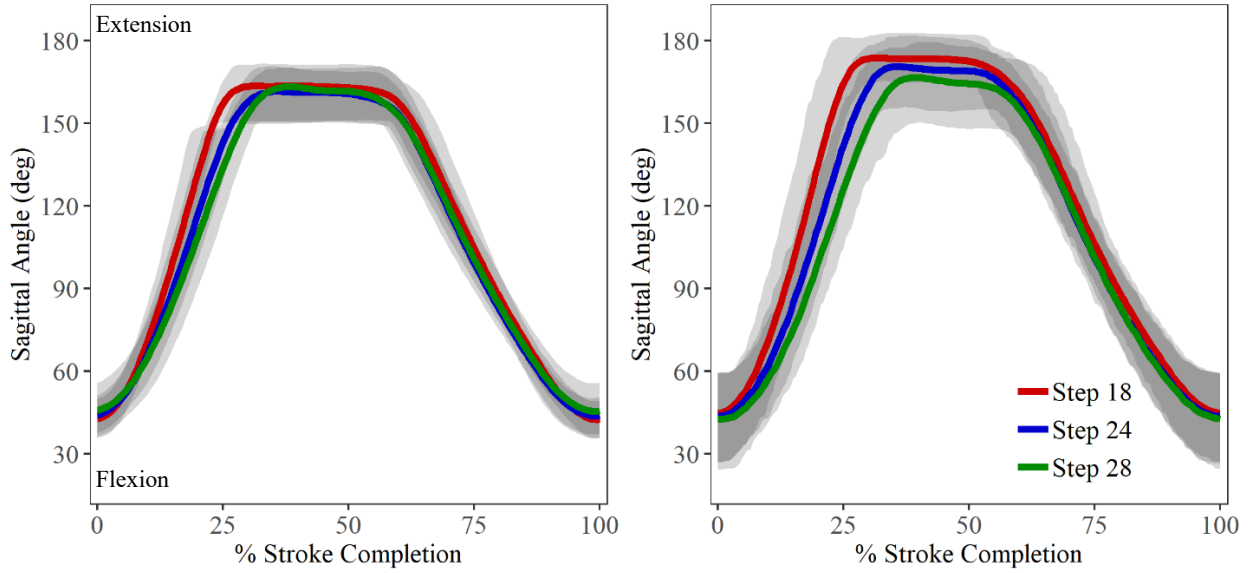 Extension
180
150
120
90
60
30
Sagittal Angle (deg)
Flexion
0
25
50
75
100
% Stroke Completion
180
150
120
90
60
30
Sagittal Angle (deg)
Step 18
Step 24
Step 28
0
25
50
75
100
% Stroke Completion